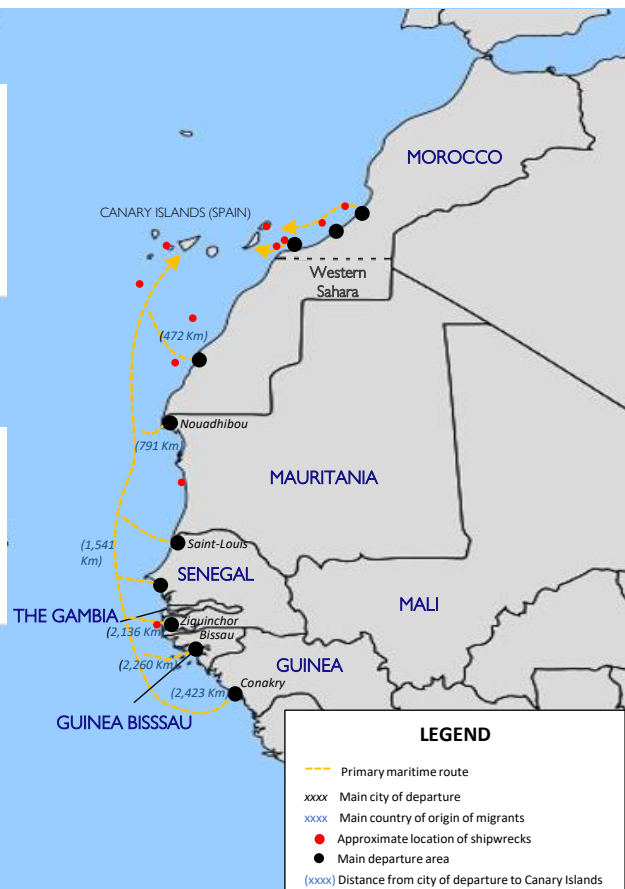 MOROCCO
CANARY ISLANDS (SPAIN)
Western
Sahara
(472 Km)
Nouadhibou
(791 Km)
MAURITANIA
(1,541
Km)
Saint-Louis
SENEGAL
MALI
THE GAMBIA
Ziguinchor
(2,136 Km)
Bissau
(2,260 Km)
GUINEA
(2,423 Km)
Conakry
GUINEA BISSSAU
LEGEND
Primary maritime route
xxxx Main city of departure
xxxx Main country of origin of migrants
Approximate location of shipwrecks
Main departure area
(xxxx) Distance from city of departure to Canary Islands